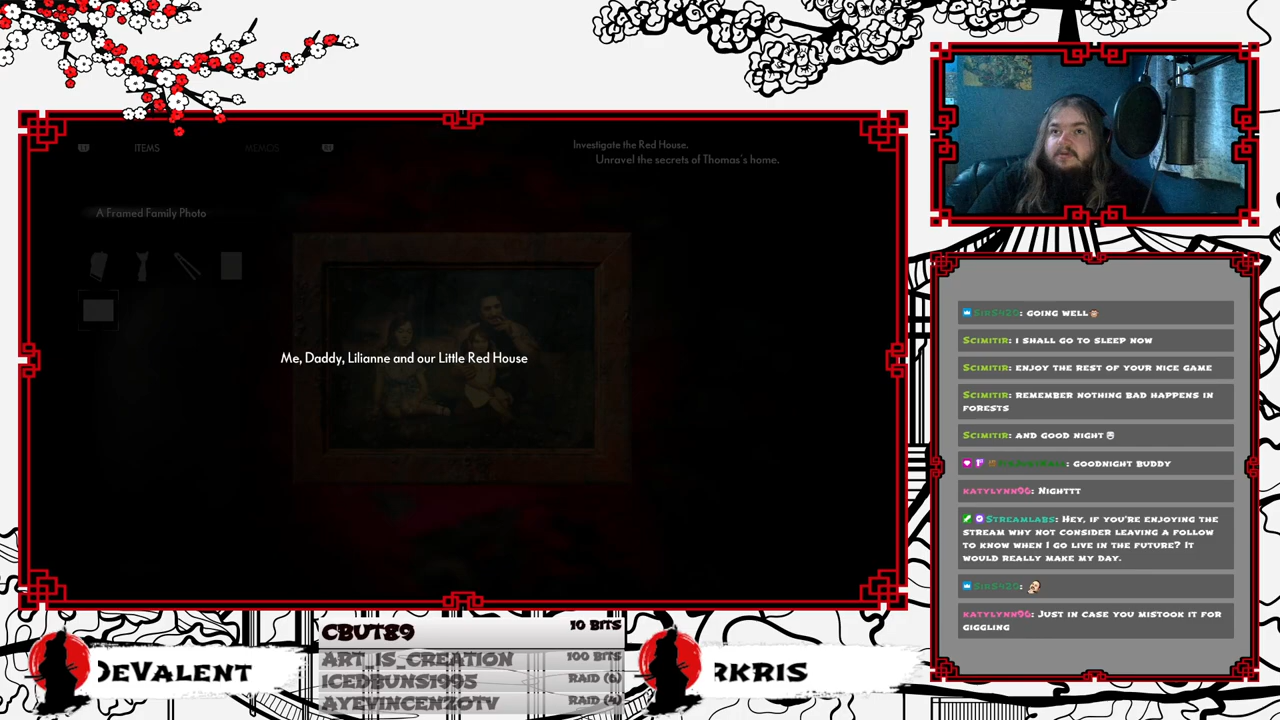 ITEMS
MEMOS
Investigate the Red House.
Unravel the secrets of Thomas's home.
A Framed Family Photo
Me, Daddy, Lilianne and our Little Red House
SirS420: GOING WELL
Scimitir: I SHALL GO TO SLEEP NOW
Scimitir: ENJOY THE REST OF YOUR NICE GAME
Scimitir: REMEMBER NOTHING BAD HAPPENS IN
FORESTS
Scimitir: AND GOOD NIGHT
: GOODNIGHT BUDDY
katylynn90: Nighttt
Streamlabs: Hey, if you're enjoying the
stream why not consider leaving a follow
to know when I go live in the future? It
would really make my day.
SirS420:
katylynn90: Just in case you mistook it for
giggling
CBUT89 10 BITS
ART_IS_CREATION 100 BITS
ICEDBUNS1995 RAID (6)
AYEVINCENZOTV RAID (4)
DEVALENT
RKRIS